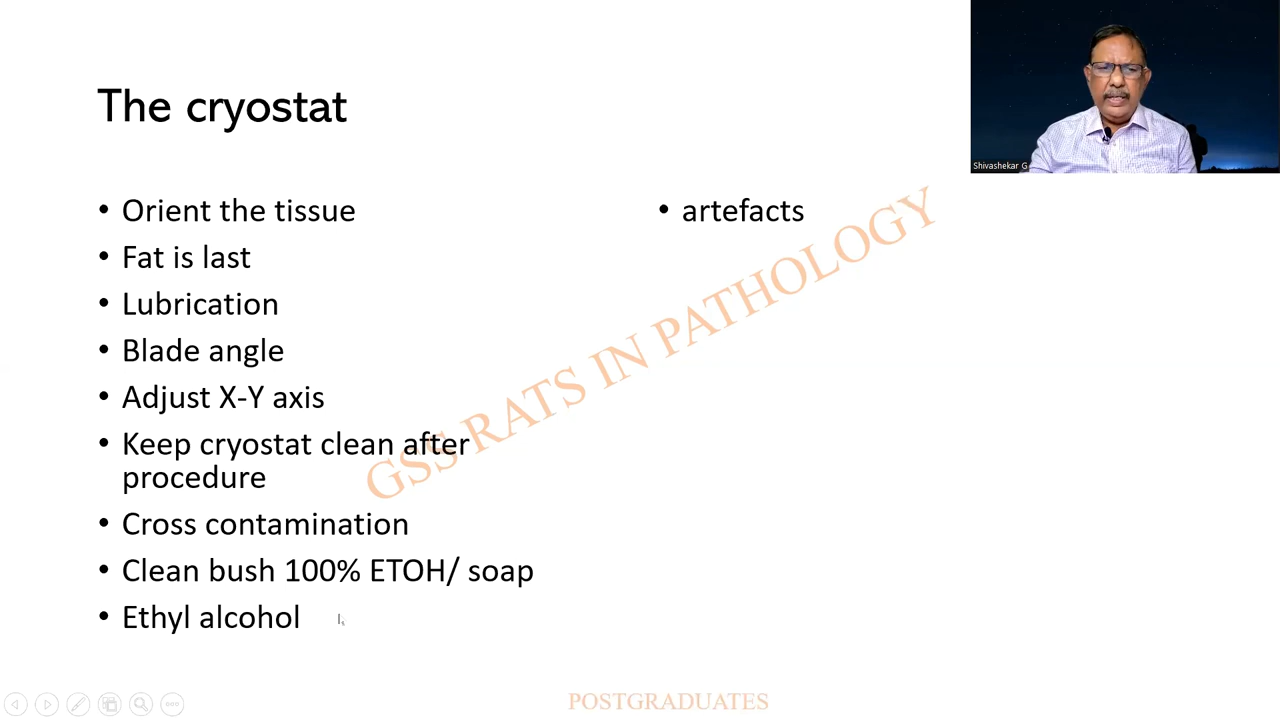 The cryostat
• Orient the tissue
• Fat is last
• Lubrication
• Blade angle
• Adjust X-Y axis
• Keep cryostat clean after
procedure
• Cross contamination
• Clean bush 100% ETOH/ soap
• Ethyl alcohol
• artefacts
GSS RATS IN PATHOLOGY
Shivashekar G
POSTGRADUATES